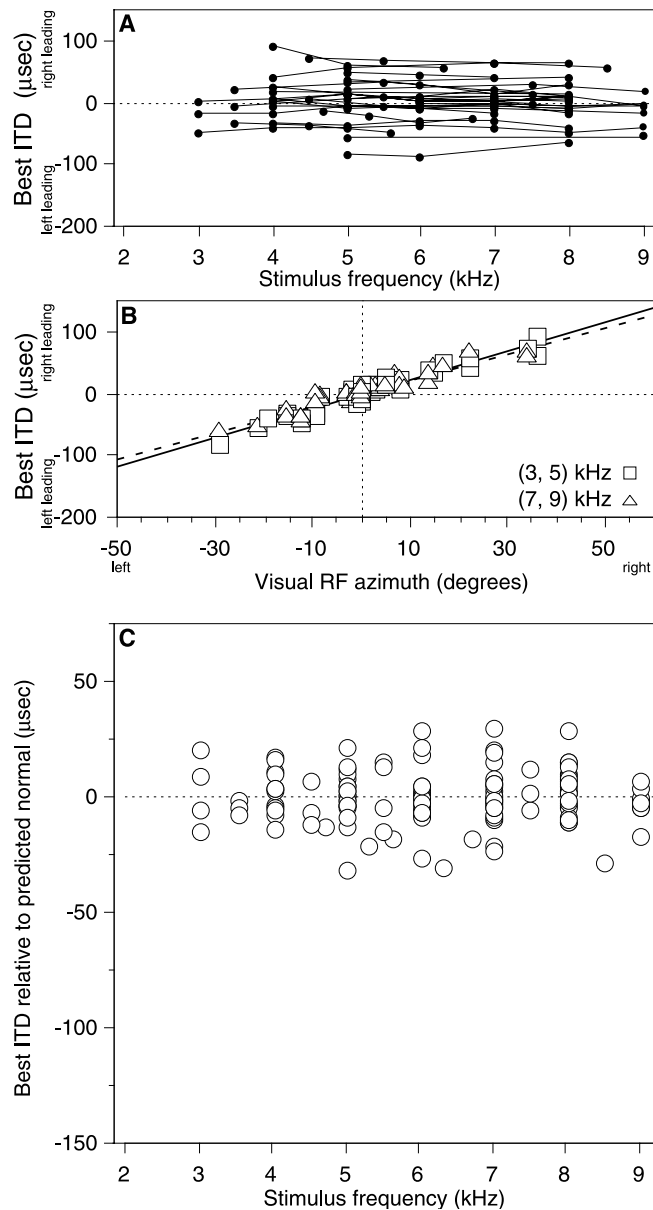 A
Best ITD (µsec)
left leading
right leading
100
0
-100
-200
2 3 4 5 6 7 8 9
Stimulus frequency (kHz)
B
Best ITD (µsec)
left leading
right leading
100
0
-100
-200
(3, 5) kHz
(7, 9) kHz
-50 -30 -10 10 30 50
left
right
Visual RF azimuth (degrees)
C
Best ITD relative to predicted normal (µsec)
50
0
-50
-100
-150
2 3 4 5 6 7 8 9
Stimulus frequency (kHz)